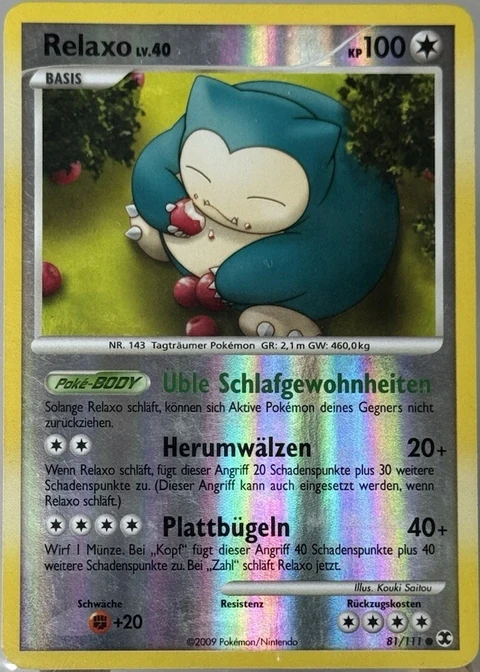 Relaxo LV.40 KP 100
BASIS
NR. 143 Tagträumer Pokémon GR: 2,1m GW: 460,0kg
Poké-BODY Üble Schlafgewohnheiten
Solange Relaxo schläft, können sich Aktive Pokémon deines Gegners nicht
zurückziehen.
Herumwälzen 20+
Wenn Relaxo schläft, fügt dieser Angriff 20 Schadenspunkte plus 30 weitere
Schadenspunkte zu. (Dieser Angriff kann auch eingesetzt werden, wenn
Relaxo schläft.)
Plattbügeln 40+
Wirf 1 Münze. Bei „Kopf“ fügt dieser Angriff 40 Schadenspunkte plus 40
weitere Schadenspunkte zu. Bei „Zahl“ schläft Relaxo jetzt.
Illus. Kouki Saitou
Schwäche Resistenz Rückzugskosten
+20
©2009 Pokémon/Nintendo 81/111